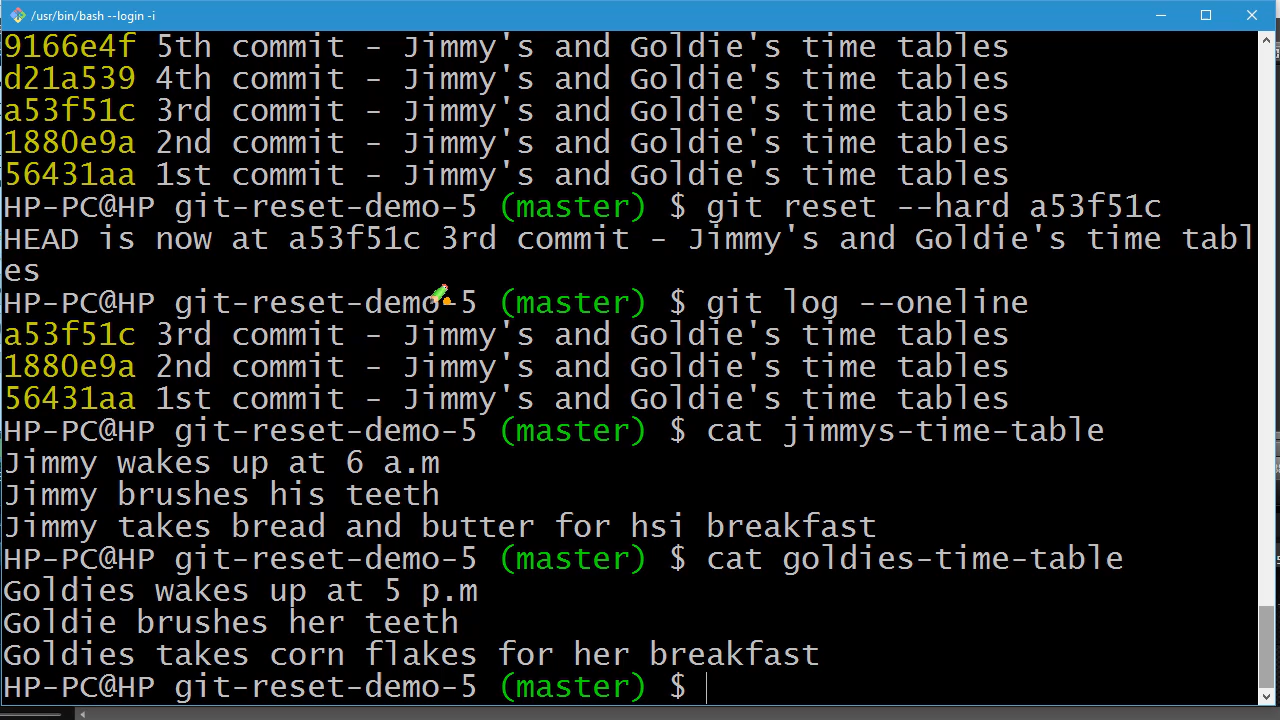 /usr/bin/bash --login -i
9166e4f 5th commit - Jimmy's and Goldie's time tables
d21a539 4th commit - Jimmy's and Goldie's time tables
a53f51c 3rd commit - Jimmy's and Goldie's time tables
1880e9a 2nd commit - Jimmy's and Goldie's time tables
56431aa 1st commit - Jimmy's and Goldie's time tables
HP-PC@HP git-reset-demo-5 (master) $ git reset --hard a53f51c
HEAD is now at a53f51c 3rd commit - Jimmy's and Goldie's time tabl
es
HP-PC@HP git-reset-demo-5 (master) $ git log --oneline
a53f51c 3rd commit - Jimmy's and Goldie's time tables
1880e9a 2nd commit - Jimmy's and Goldie's time tables
56431aa 1st commit - Jimmy's and Goldie's time tables
HP-PC@HP git-reset-demo-5 (master) $ cat jimmys-time-table
Jimmy wakes up at 6 a.m
Jimmy brushes his teeth
Jimmy takes bread and butter for hsi breakfast
HP-PC@HP git-reset-demo-5 (master) $ cat goldies-time-table
Goldies wakes up at 5 p.m
Goldie brushes her teeth
Goldies takes corn flakes for her breakfast
HP-PC@HP git-reset-demo-5 (master) $